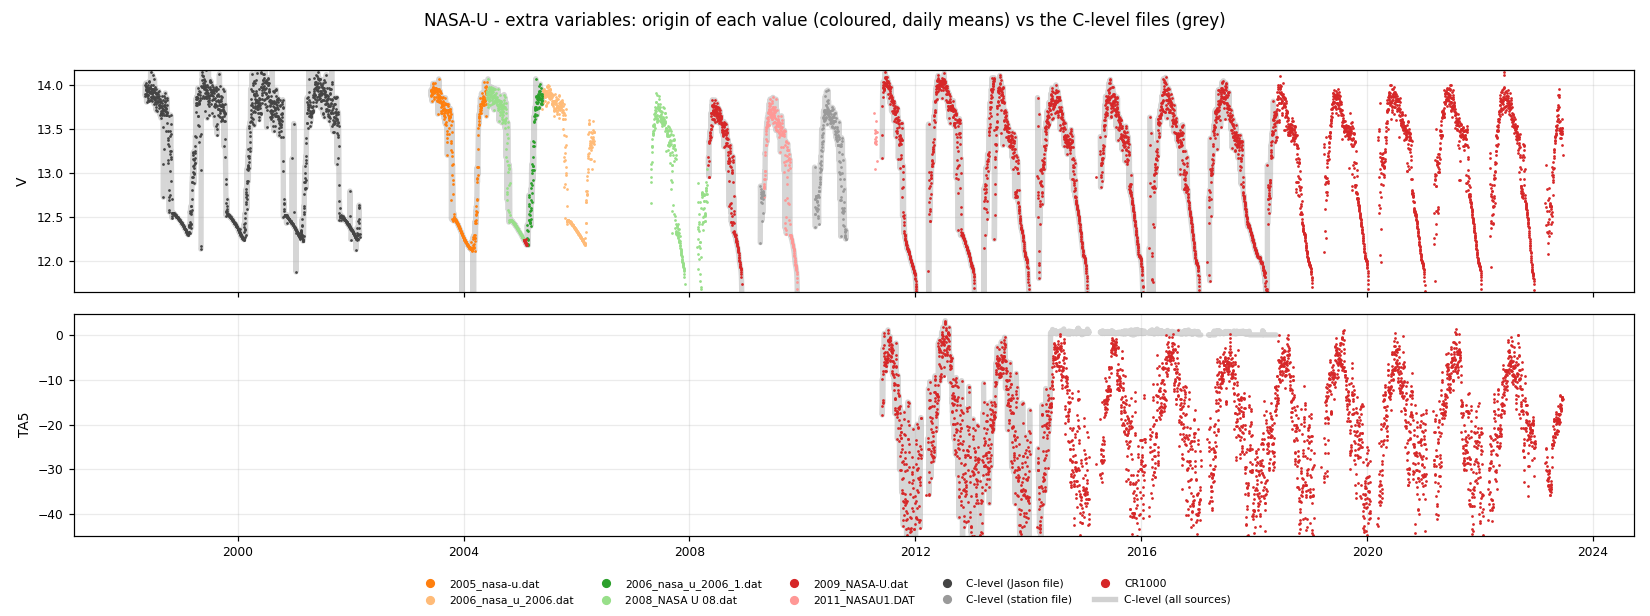 NASA-U - extra variables: origin of each value (coloured, daily means) vs the C-level files (grey)
14.0
13.5
13.0
12.5
12.0
V
0
−10
−20
−30
−40
TA5
2000
2004
2008
2012
2016
2020
2024
2005_nasa-u.dat
2006_nasa_u_2006.dat
2006_nasa_u_2006_1.dat
2008_NASA U 08.dat
2009_NASA-U.dat
2011_NASAU1.DAT
C-level (Jason file)
C-level (station file)
CR1000
C-level (all sources)